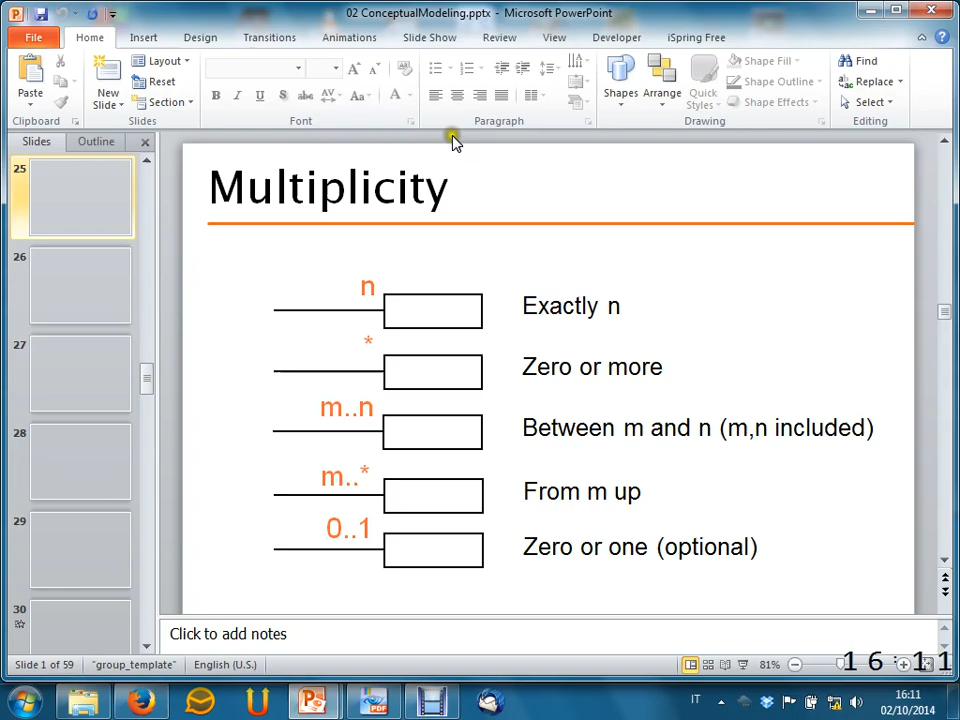 02 ConceptualModeling.pptx - Microsoft PowerPoint
File Home Insert Design Transitions Animations Slide Show Review View Developer iSpring Free
Paste New Slide Layout Reset Section
B I U S abc AV Aa A
Shapes Arrange Quick Styles Shape Fill Shape Outline Shape Effects
Find Replace Select
Clipboard Slides Font Paragraph Drawing Editing
Slides Outline
25
26
27
28
29
30
Multiplicity
n Exactly n
* Zero or more
m..n Between m and n (m,n included)
m..* From m up
0..1 Zero or one (optional)
Click to add notes
Slide 1 of 59 "group_template" English (U.S.) 81% 16:11
IT 16:11
02/10/2014